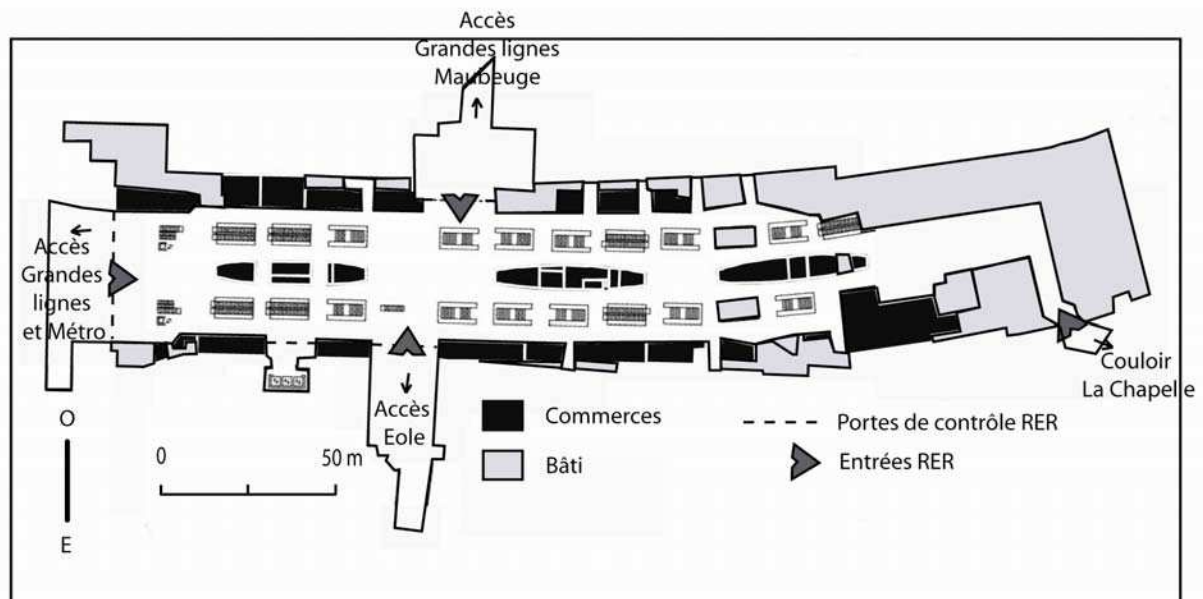 Accès
Grandes lignes
Maubeuge
Accès
Grandes
lignes
et Métro
Accès
Eole
Couloir
La Chapelle
O
E
0
50 m
Commerces
Bâti
Portes de contrôle RER
Entrées RER